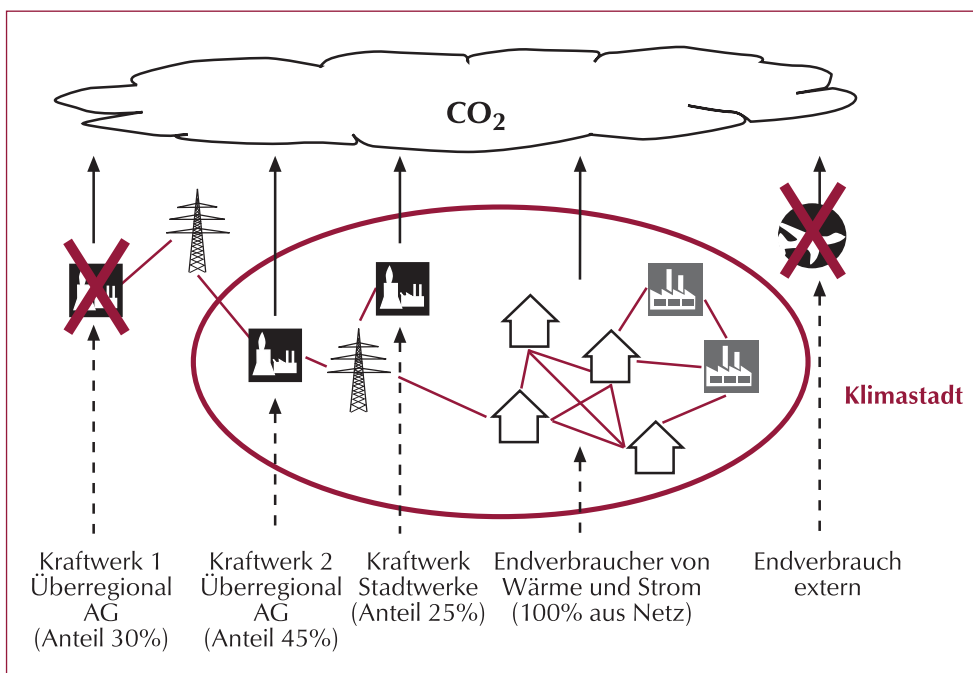 CO₂
Klimastadt
Kraftwerk 1
Überregional
AG
(Anteil 30%)
Kraftwerk 2
Überregional
AG
(Anteil 45%)
Kraftwerk
Stadtwerke
(Anteil 25%)
Endverbraucher von
Wärme und Strom
(100% aus Netz)
Endverbrauch
extern